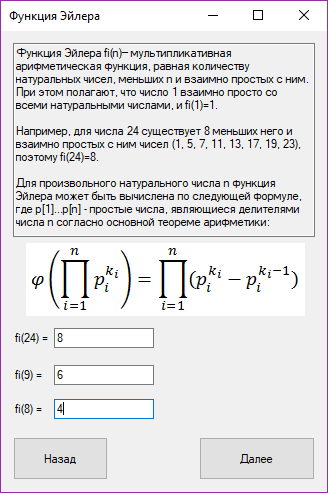 Функция Эйлера
Функция Эйлера fi(n)– мультипликативная
арифметическая функция, равная количеству
натуральных чисел, меньших n и взаимно простых с ним.
При этом полагают, что число 1 взаимно просто со
всеми натуральными числами, и fi(1)=1.
Например, для числа 24 существует 8 меньших него и
взаимно простых с ним чисел (1, 5, 7, 11, 13, 17, 19, 23),
поэтому fi(24)=8.
Для произвольного натурального числа n функция
Эйлера может быть вычислена по следующей формуле,
где p[1]...p[n] - простые числа, являющиеся делителями
числа n согласно основной теореме арифметики:
φ(∏_{i=1}^{n} p_i^{k_i}) = ∏_{i=1}^{n} (p_i^{k_i} − p_i^{k_i−1})
fi(24) = 8
fi(9) = 6
fi(8) = 4
Назад Далее